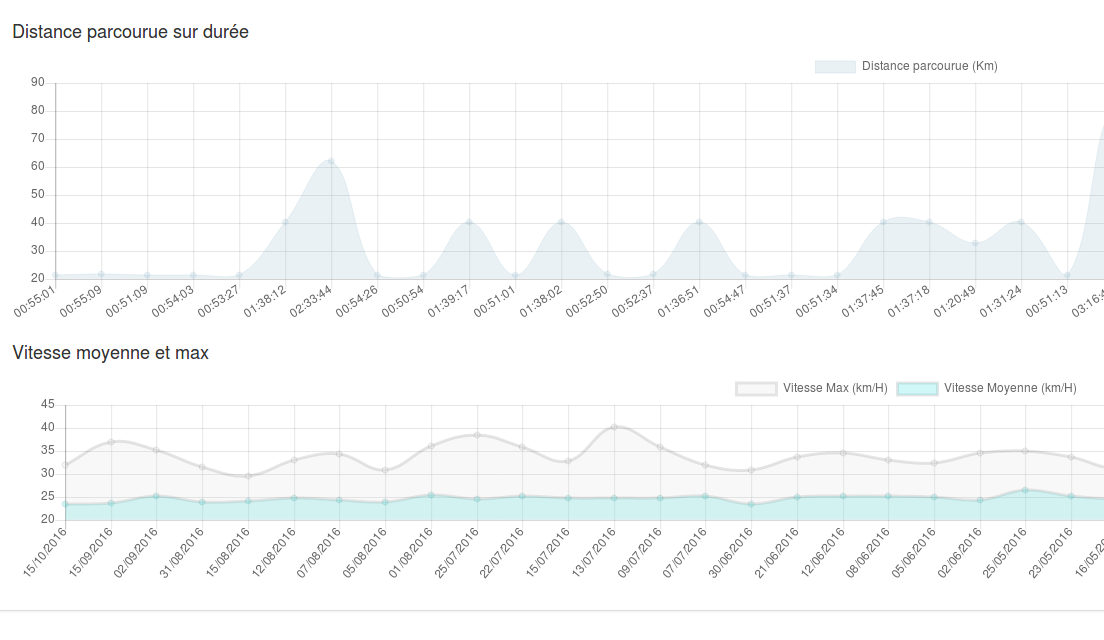 Distance parcourue sur durée
Distance parcourue (Km)
90
80
70
60
50
40
30
20
00:55:01 00:55:09 00:51:09 00:54:03 00:53:27 01:38:12 02:33:44 00:54:26 00:50:54 01:39:17 00:51:01 01:38:02 00:52:50 00:52:37 01:36:51 00:54:47 00:51:37 00:51:34 01:37:45 01:37:18 01:20:49 01:31:24 00:51:13 03:16:4
Vitesse moyenne et max
Vitesse Max (km/H) Vitesse Moyenne (km/H)
45
40
35
30
25
20
15/10/2016 15/09/2016 02/09/2016 31/08/2016 15/08/2016 12/08/2016 07/08/2016 05/08/2016 01/08/2016 25/07/2016 22/07/2016 15/07/2016 13/07/2016 09/07/2016 07/07/2016 30/06/2016 21/06/2016 12/06/2016 08/06/2016 05/06/2016 02/06/2016 25/05/2016 23/05/2016 16/05/20